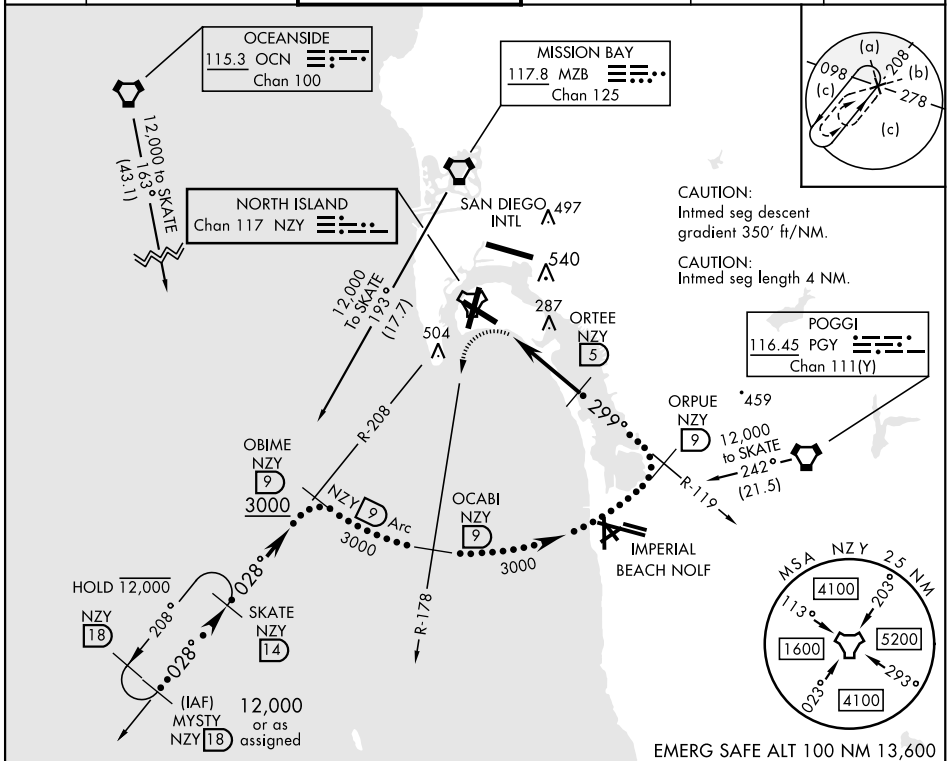 OCEANSIDE
115.3 OCN
Chan 100
MISSION BAY
117.8 MZB
Chan 125
(a)
208
(b)
098
(c)
278
(c)
12,000 to SKATE
163°
(43.1)
NORTH ISLAND
Chan 117 NZY
SAN DIEGO
INTL
497
540
287
504
CAUTION:
Intmed seg descent
gradient 350' ft/NM.
CAUTION:
Intmed seg length 4 NM.
12,000
To SKATE
193°
(17.7)
ORTEE
NZY
5
POGGI
116.45 PGY
Chan 111(Y)
R-208
299°
ORPUE
NZY
9
459
12,000
to SKATE
242°
(21.5)
R-119
OBIME
NZY
9
3000
NZY 9 Arc
3000
OCABI
NZY
9
3000
IMPERIAL
BEACH NOLF
R-178
HOLD 12,000
NZY
18
208°
028°
028°
SKATE
NZY
14
(IAF)
MYSTY
NZY 18
12,000
or as
assigned
MSA NZY 25 NM
4100
113°
203°
1600
5200
023°
293°
4100
EMERG SAFE ALT 100 NM 13,600